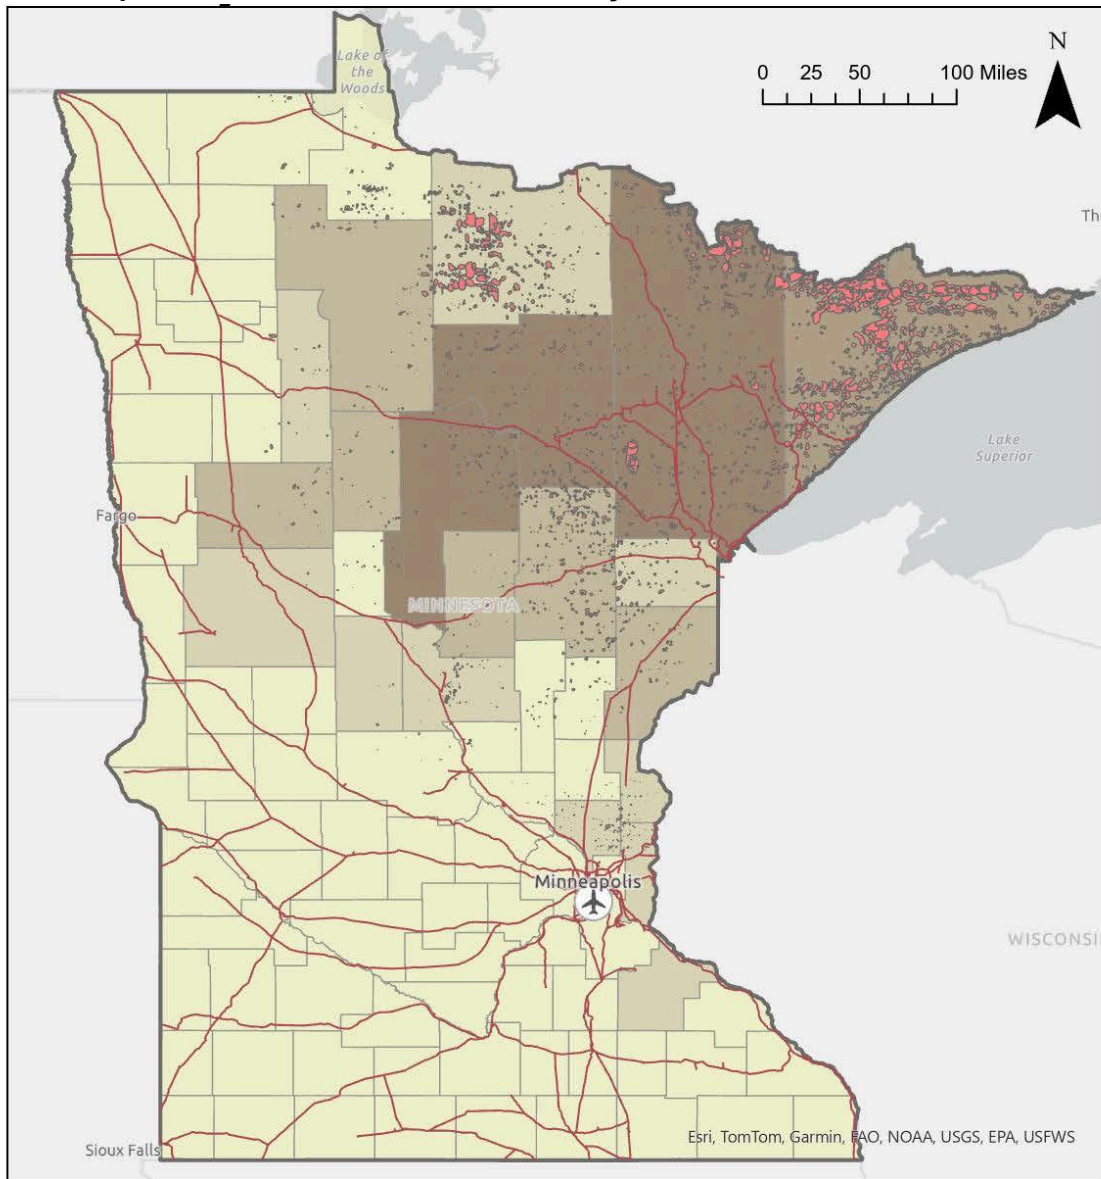 Lake of
the
Woods
N
0 25 50 100 Miles
Lake
Superior
Fargo
MINNESOTA
Minneapolis
WISCONSI
Sioux Falls
Esri, TomTom, Garmin, FAO, NOAA, USGS, EPA, USFWS